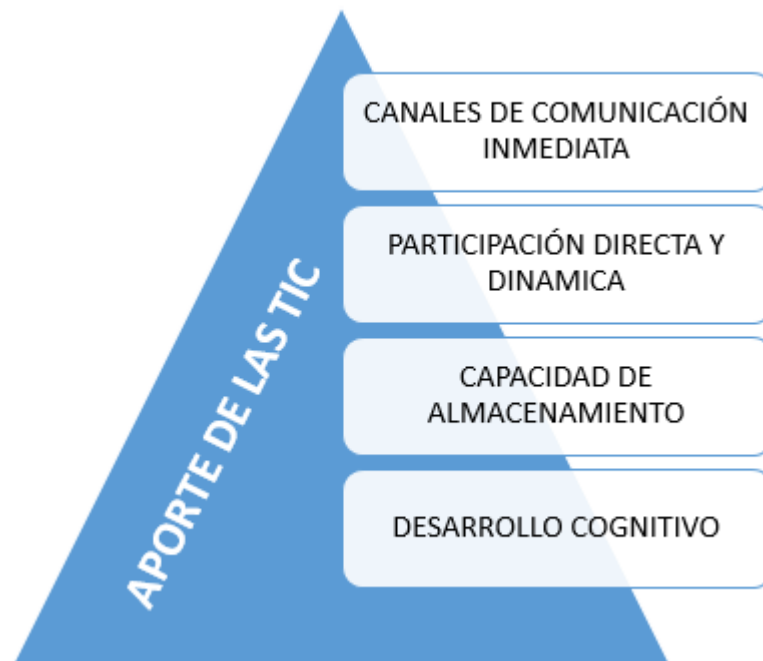 APORTE DE LAS TIC
CANALES DE COMUNICACIÓN
INMEDIATA
PARTICIPACIÓN DIRECTA Y
DINAMICA
CAPACIDAD DE
ALMACENAMIENTO
DESARROLLO COGNITIVO